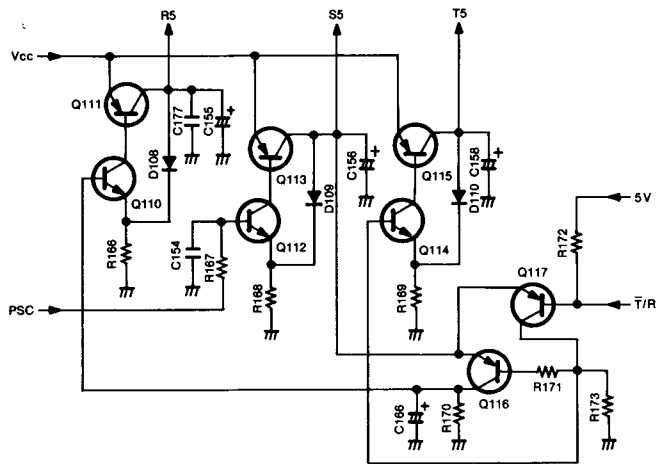 R5
S5
T5
Vcc
Q111
C177
C155
+
D108
Q110
R166
C154
R167
Q113
D109
C156
+
Q112
R168
Q115
D110
C158
+
Q114
R169
5V
R172
Q117
T/R
PSC
Q116
R171
C166
+
R170
R173